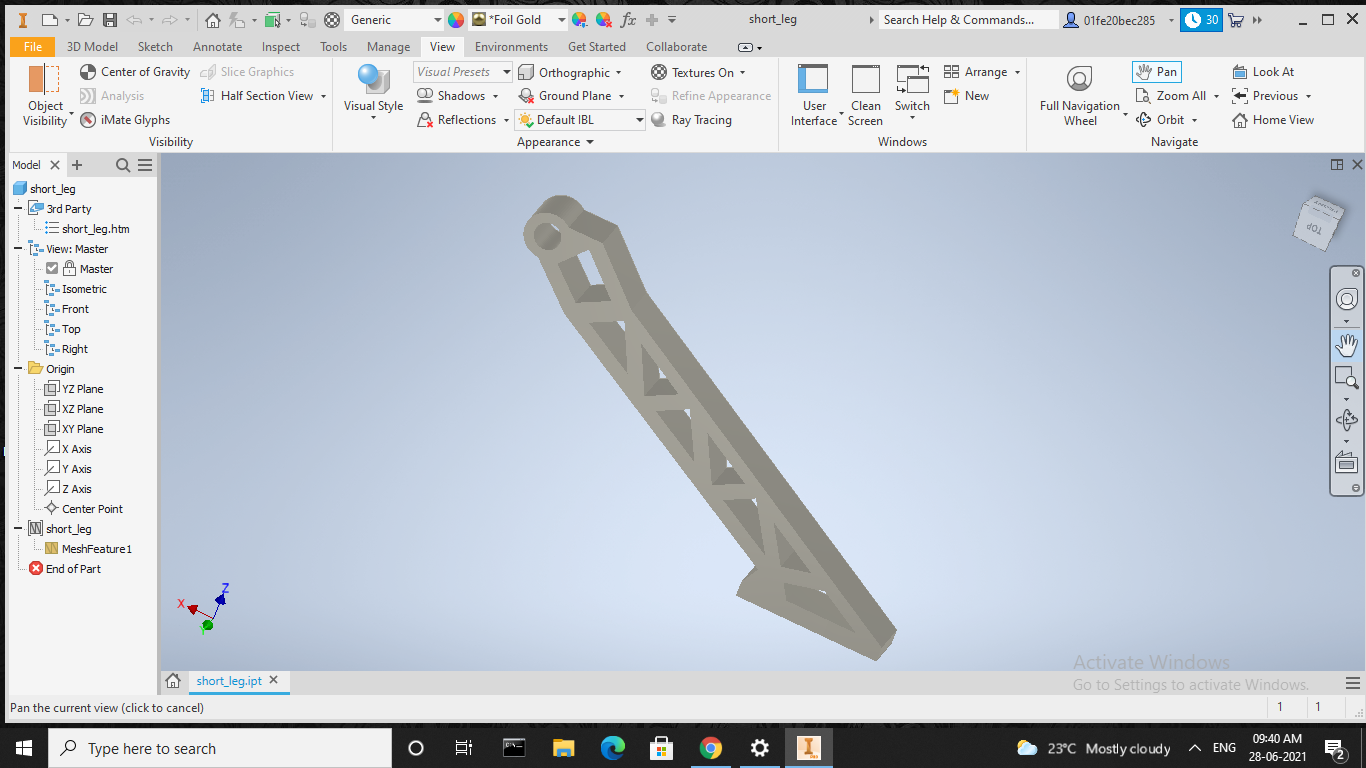 Generic
*Foil Gold
fx
short_leg
Search Help & Commands...
01fe20bec285
30
File
3D Model
Sketch
Annotate
Inspect
Tools
Manage
View
Environments
Get Started
Collaborate
Object Visibility
Center of Gravity
Slice Graphics
Analysis
Half Section View
iMate Glyphs
Visibility
Visual Style
Visual Presets
Orthographic
Textures On
Shadows
Ground Plane
Refine Appearance
Reflections
Default IBL
Ray Tracing
Appearance
User Interface
Clean Screen
Switch
Arrange
New
Windows
Full Navigation Wheel
Pan
Look At
Zoom All
Previous
Orbit
Home View
Navigate
Model
short_leg
3rd Party
short_leg.htm
View: Master
Master
Isometric
Front
Top
Right
Origin
YZ Plane
XZ Plane
XY Plane
X Axis
Y Axis
Z Axis
Center Point
short_leg
MeshFeature1
End of Part
TOP
Z
X
Y
Activate Windows
Go to Settings to activate Windows.
short_leg.ipt
Pan the current view (click to cancel)
1
1
Type here to search
23°C Mostly cloudy
ENG
09:40 AM
28-06-2021
2